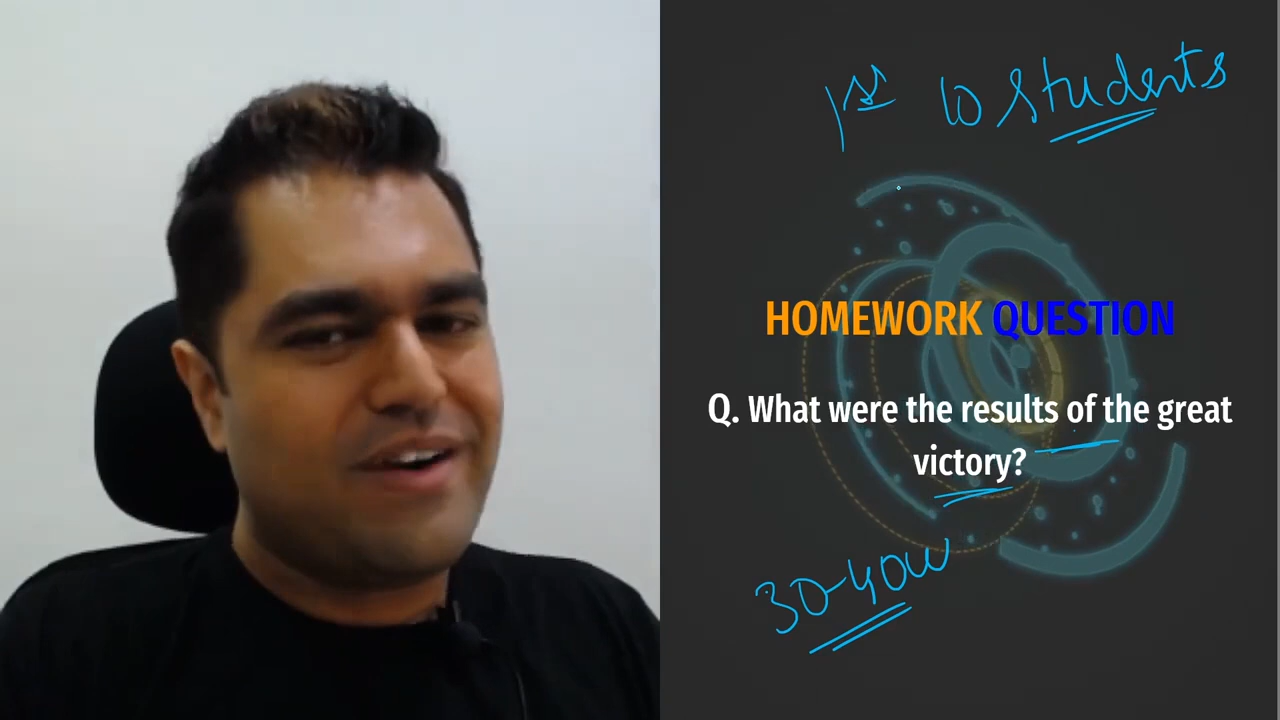 1st 10 students
HOMEWORK QUESTION
Q. What were the results of the great
victory?
30-40W